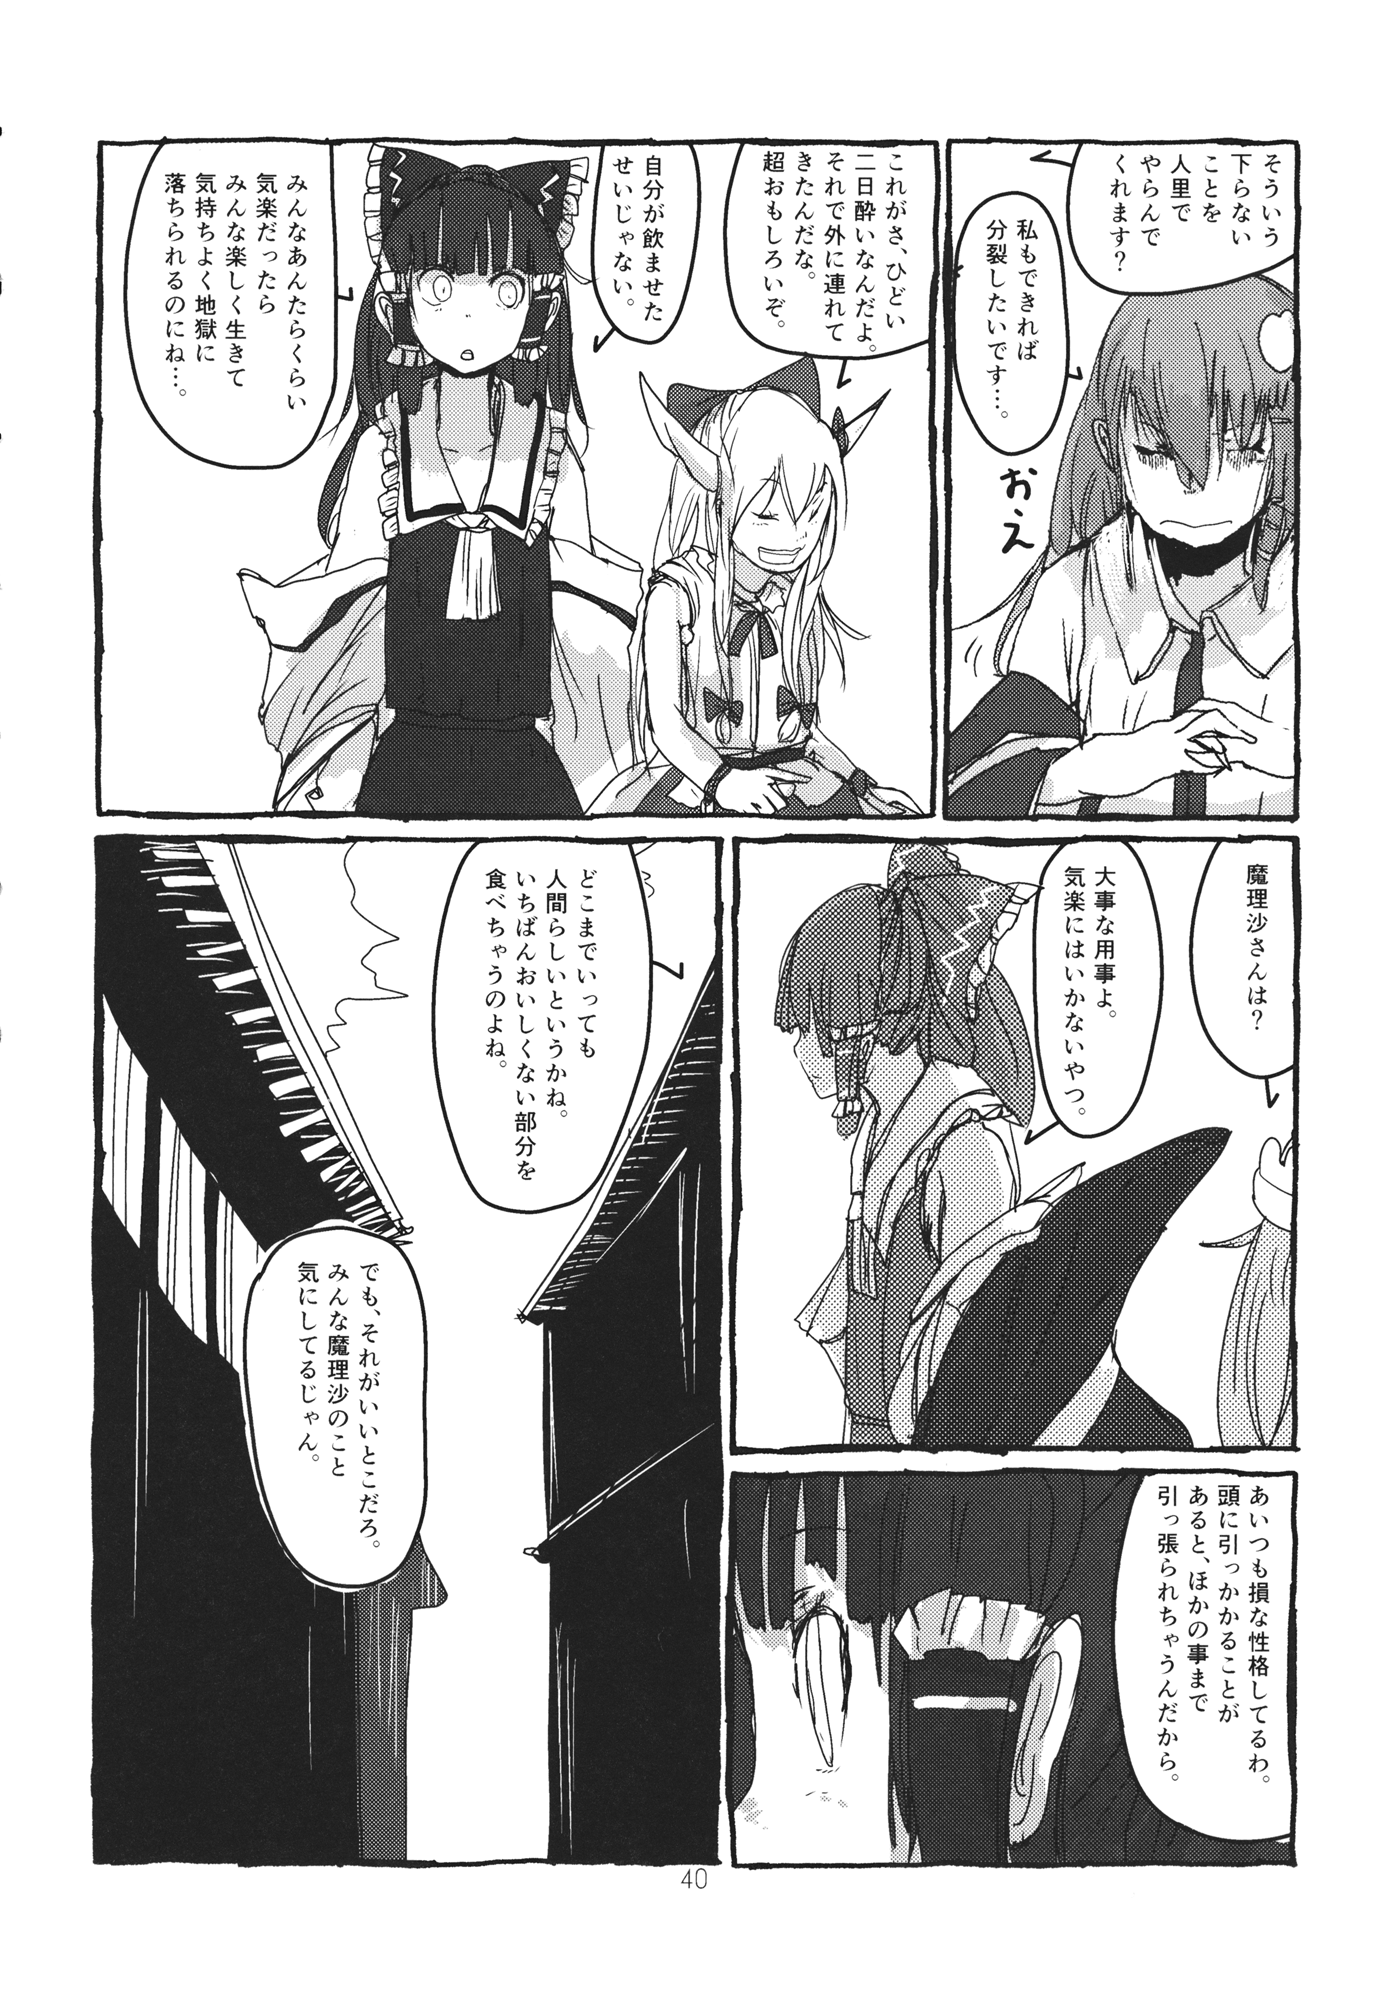 そういう
下らない
ことを
人里で
やらんで
くれます？
私もできれば
分裂したいです…。
おえ
これがさ、ひどい
二日酔いなんだよ。
それで外に連れて
きたんだな。
超おもしろいぞ。
自分が飲ませた
せいじゃない。
みんなあんたらくらい
気楽だったら
みんな楽しく生きて
気持ちよく地獄に
落ちられるのにね…。
魔理沙さんは？
大事な用事よ。
気楽にはいかないやつ。
あいつも損な性格してるわ。
頭に引っかかることが
あると、ほかの事まで
引っ張られちゃうんだから。
どこまでいっても
人間らしいというかね。
いちばんおいしくない部分を
食べちゃうのよね。
でも、それがいいとこだろ。
みんな魔理沙のこと
気にしてるじゃん。
40